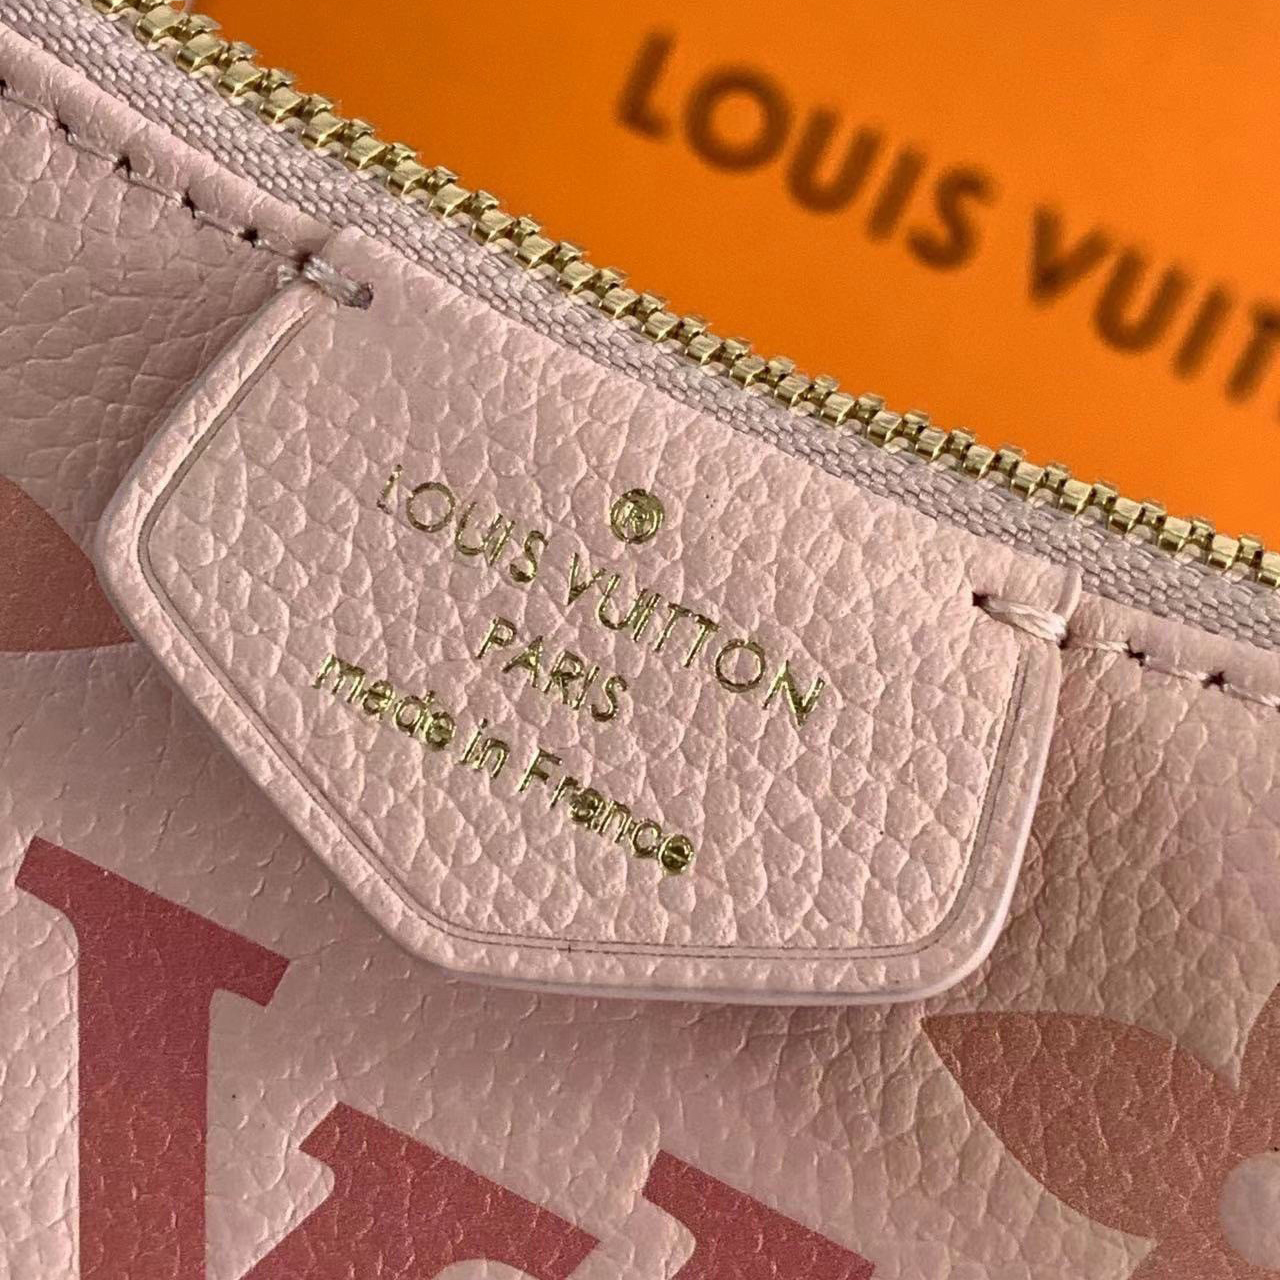 LOUIS VUIT
®
LOUIS VUITTON
PARIS
made in France